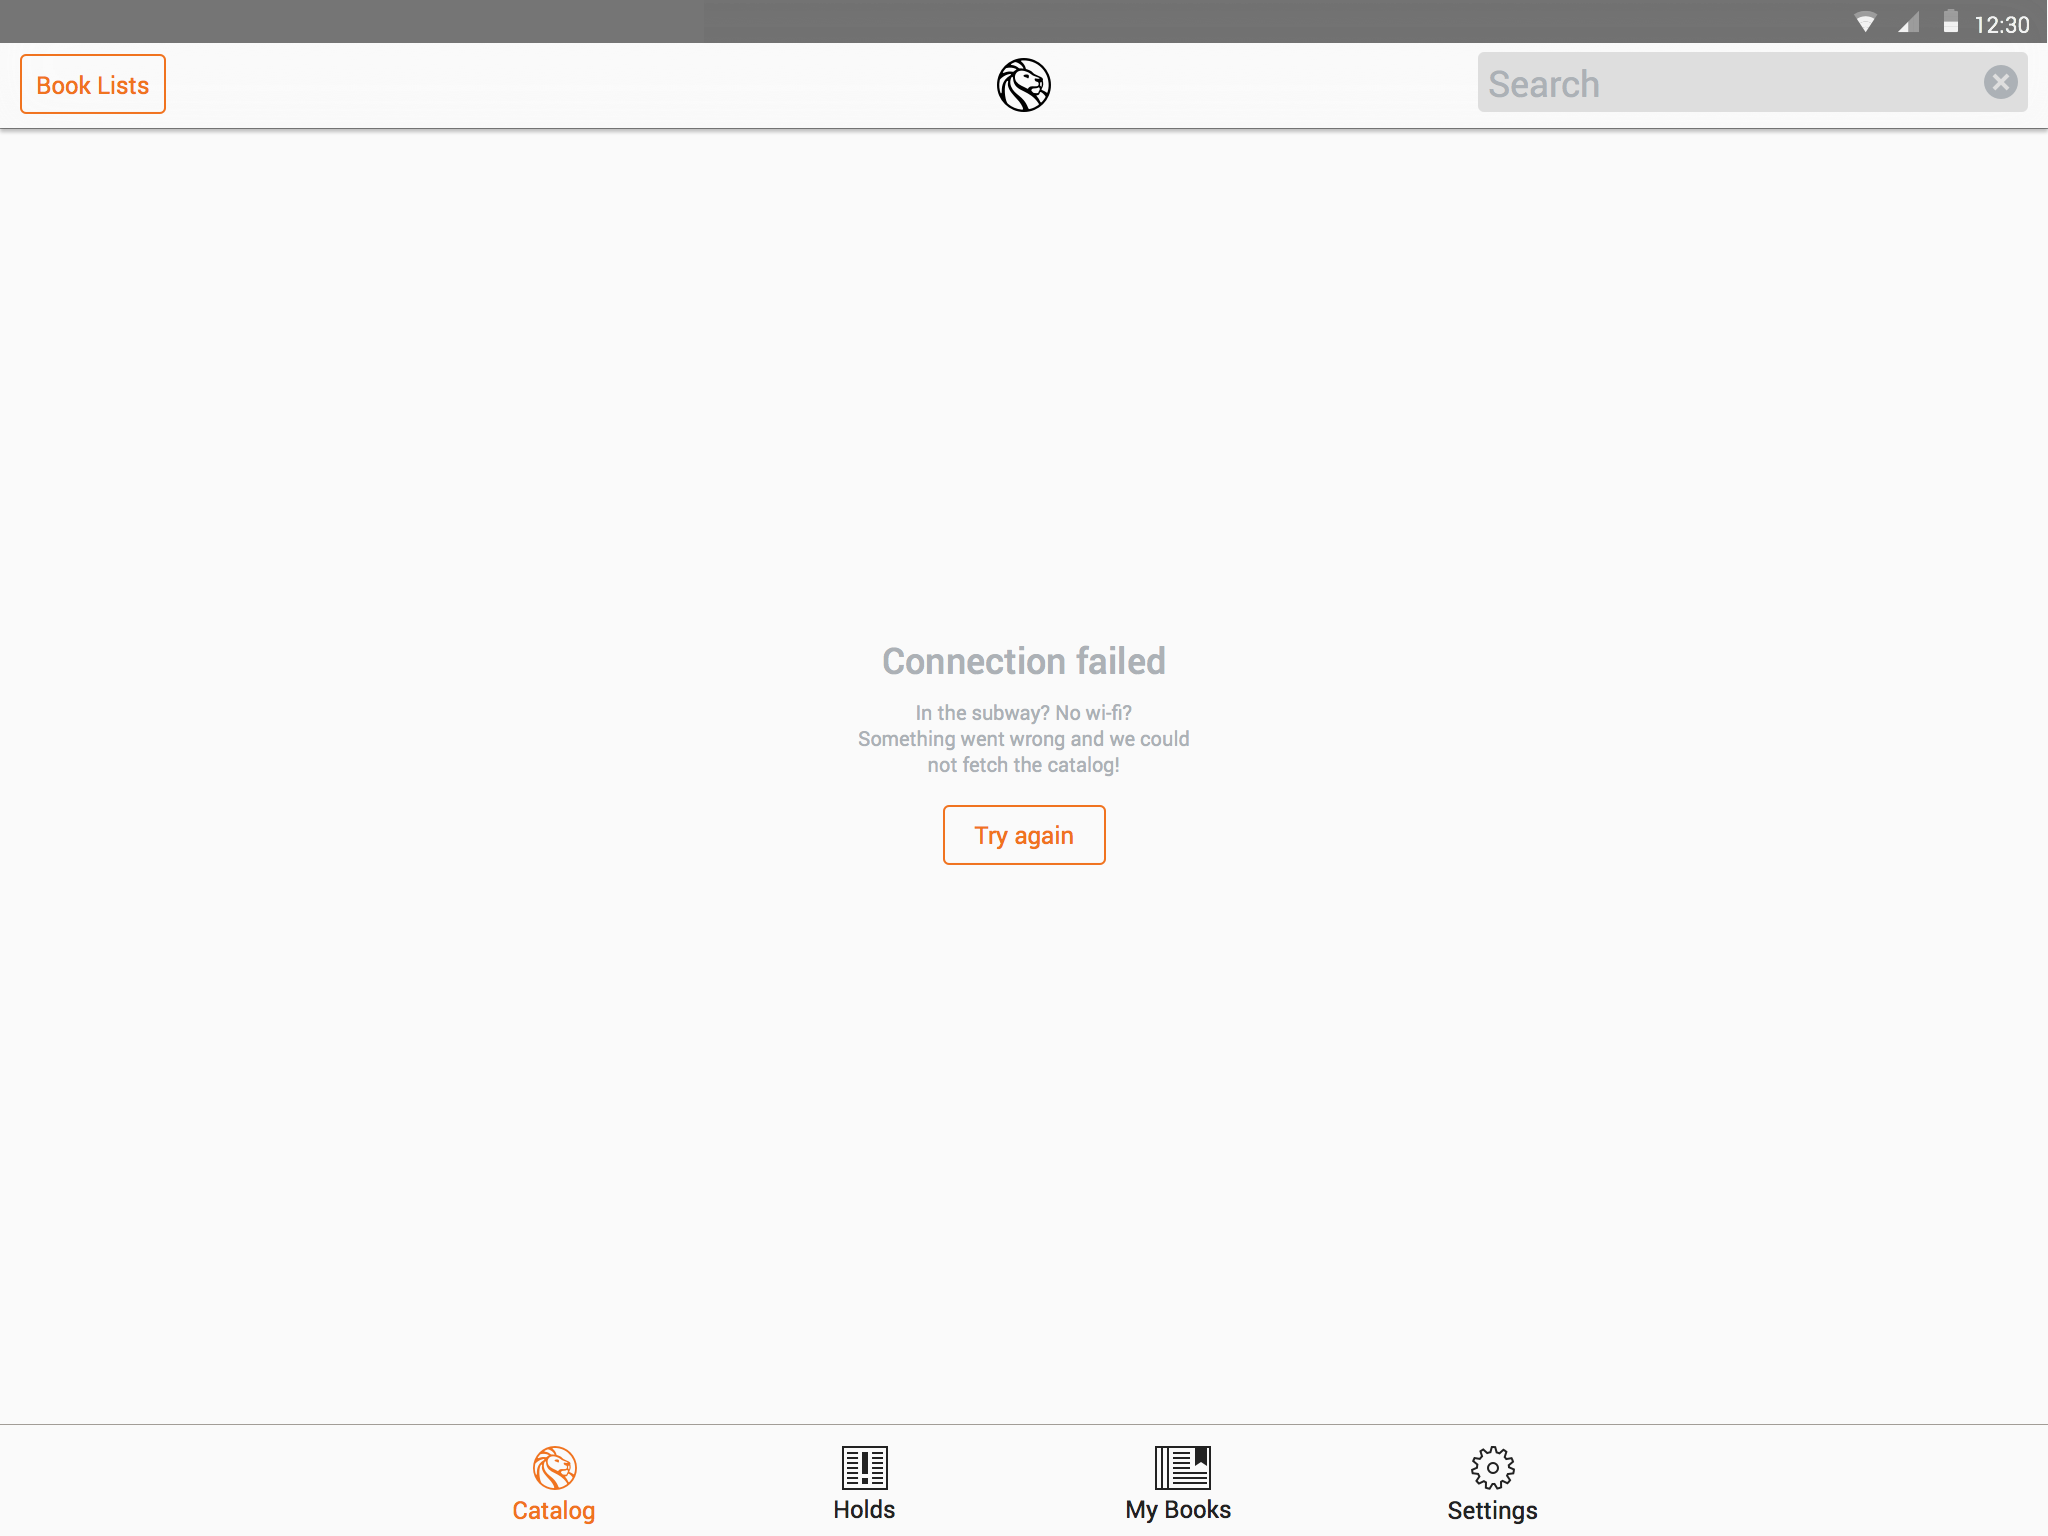 12:30
Book Lists
Search
Connection failed
In the subway? No wi-fi?
Something went wrong and we could
not fetch the catalog!
Try again
Catalog
Holds
My Books
Settings